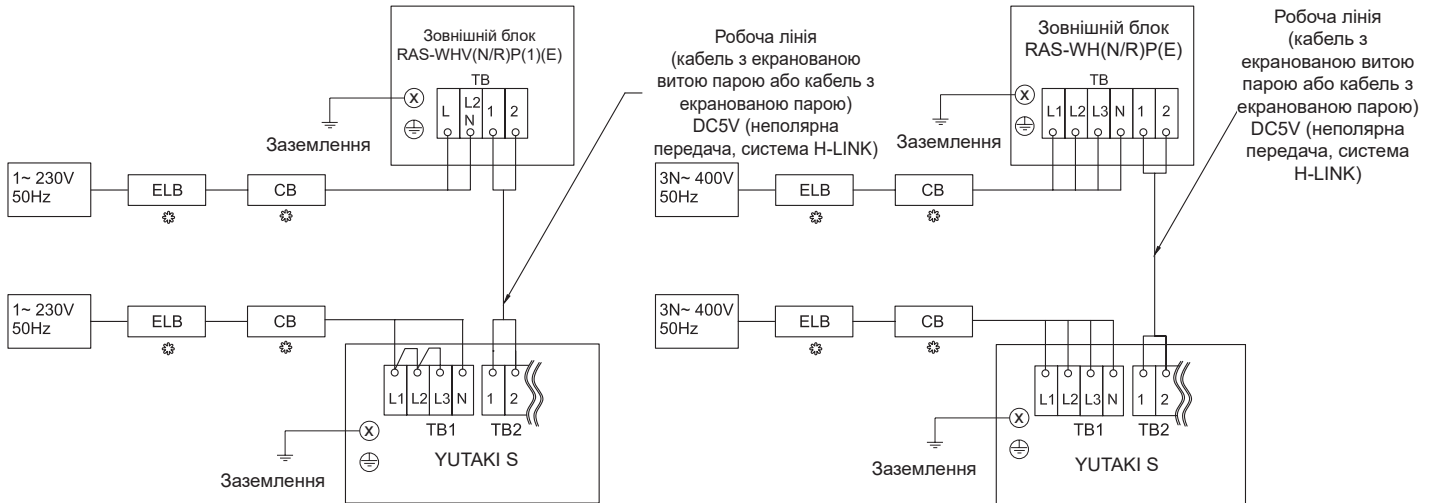 Зовнішній блок
RAS-WHV(N/R)P(1)(E)
TB
L
L2
N
1
2
X
Заземлення
1~ 230V
50Hz
ELB
CB
Робоча лінія
(кабель з екранованою
витою парою або кабель з
екранованою парою)
DC5V (неполярна
передача, система H-LINK)
1~ 230V
50Hz
ELB
CB
L1
L2
L3
N
1
2
TB1
TB2
X
Заземлення
YUTAKI S
Зовнішній блок
RAS-WH(N/R)P(E)
TB
L1
L2
L3
N
1
2
X
Заземлення
3N~ 400V
50Hz
ELB
CB
Робоча лінія
(кабель з
екранованою витою
парою або кабель з
екранованою парою)
DC5V (неполярна
передача, система
H-LINK)
3N~ 400V
50Hz
ELB
CB
L1
L2
L3
N
1
2
TB1
TB2
X
Заземлення
YUTAKI S